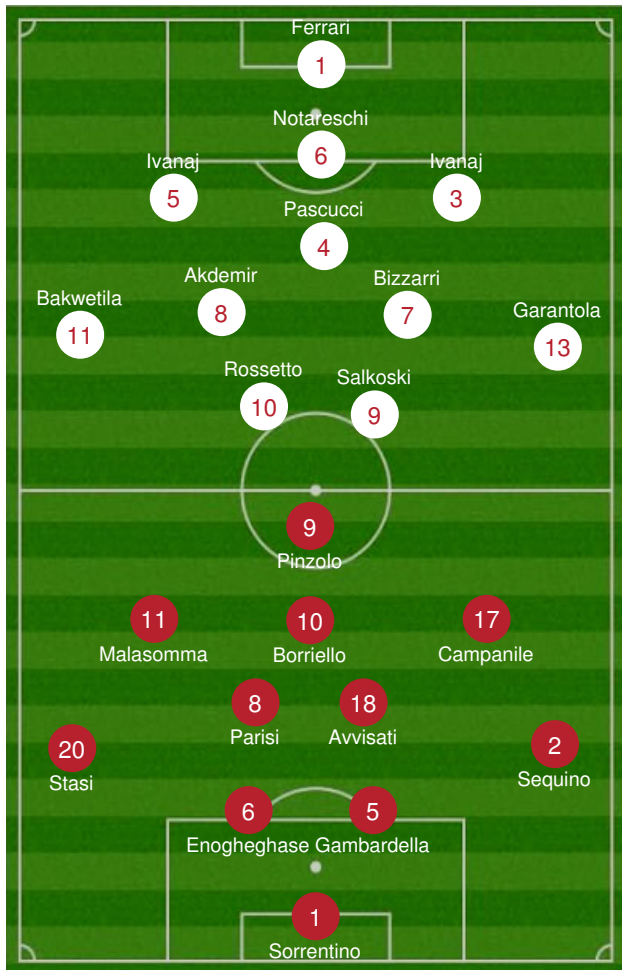 Ferrari
1
Notareschi
6
Ivanaj
5
Ivanaj
3
Pascucci
4
Akdemir
8
Bizzarri
7
Bakwetila
11
Garantola
13
Rossetto
10
Salkoski
9
9
Pinzolo
11
Malasomma
10
Borriello
17
Campanile
8
Parisi
18
Avvisati
20
Stasi
2
Sequino
6
Enogheghase
5
Gambardella
1
Sorrentino